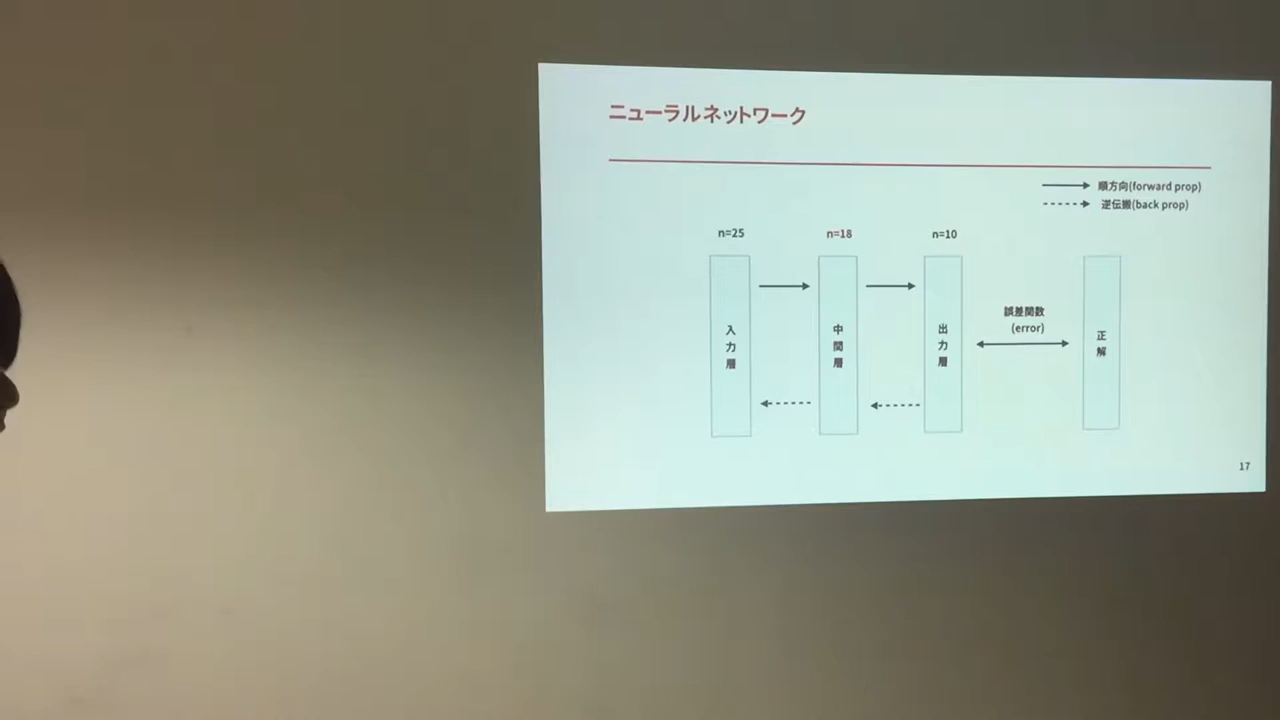 ニューラルネットワーク
順方向(forward prop)
逆伝搬(back prop)
n=25
n=18
n=10
入力層
中間層
出力層
誤差関数
(error)
正解
17